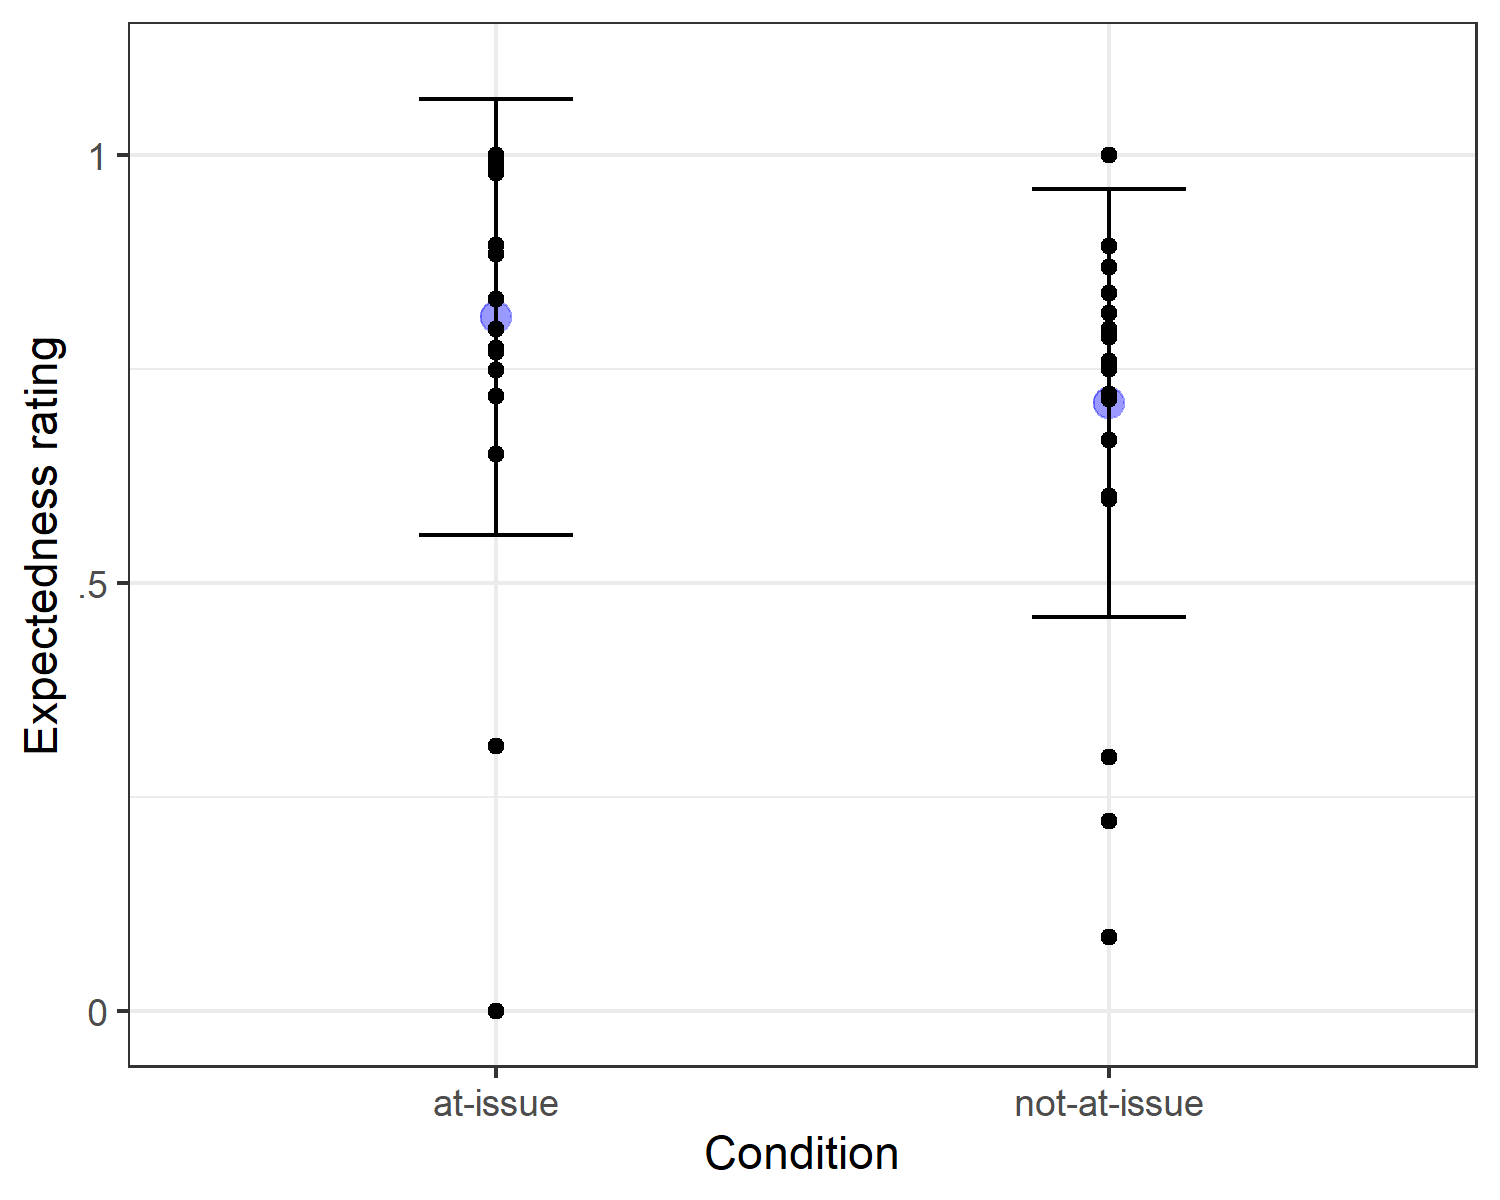 Expectedness rating
1
.5
0
at-issue
not-at-issue
Condition